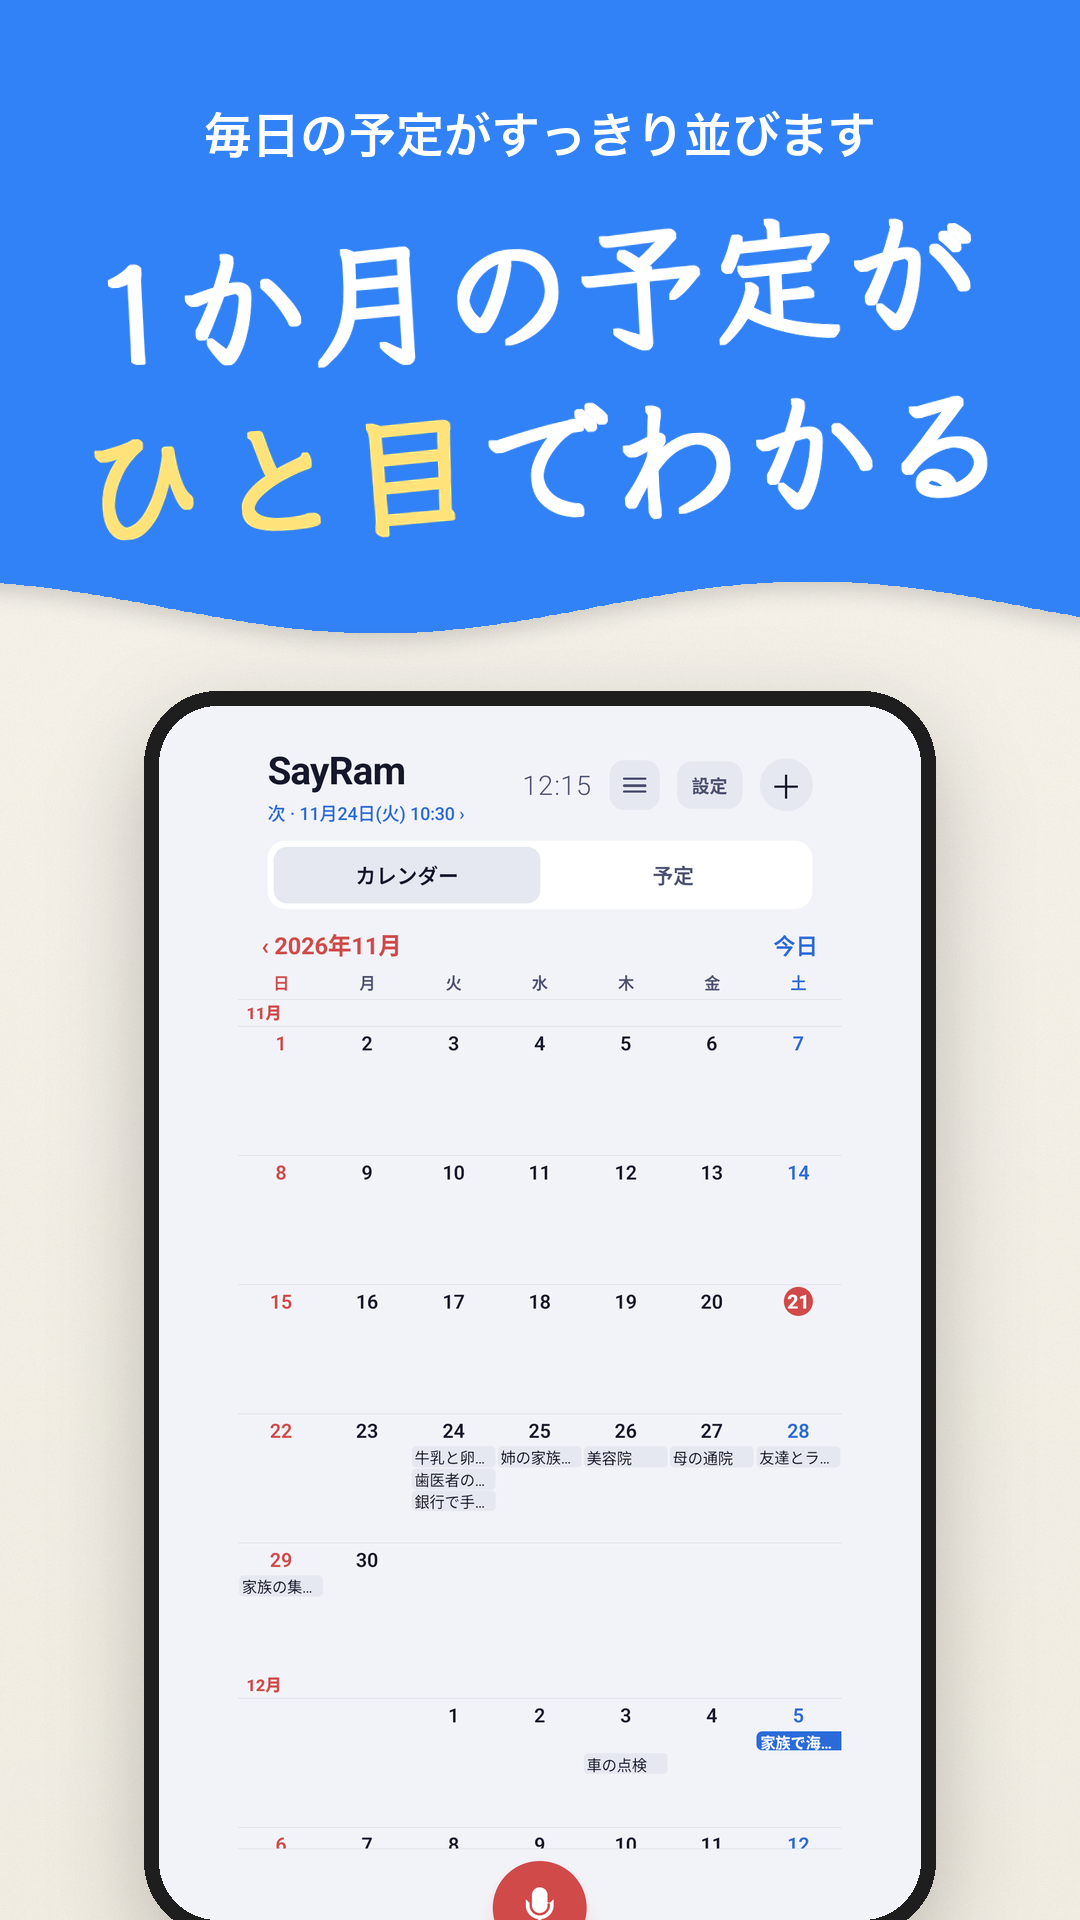 毎日の予定がすっきり並びます
1か月の予定が
ひと目でわかる
SayRam
12:15
設定
次 · 11月24日(火) 10:30 ›
カレンダー 予定
‹ 2026年11月 今日
日 月 火 水 木 金 土
11月
1 2 3 4 5 6 7
8 9 10 11 12 13 14
15 16 17 18 19 20 21
22 23 24 25 26 27 28
牛乳と卵... 姉の家族... 美容院 母の通院 友達とラ...
歯医者の...
銀行で手...
29 30
家族の集...
12月
1 2 3 4 5
家族で海...
車の点検
6 7 8 9 10 11 12